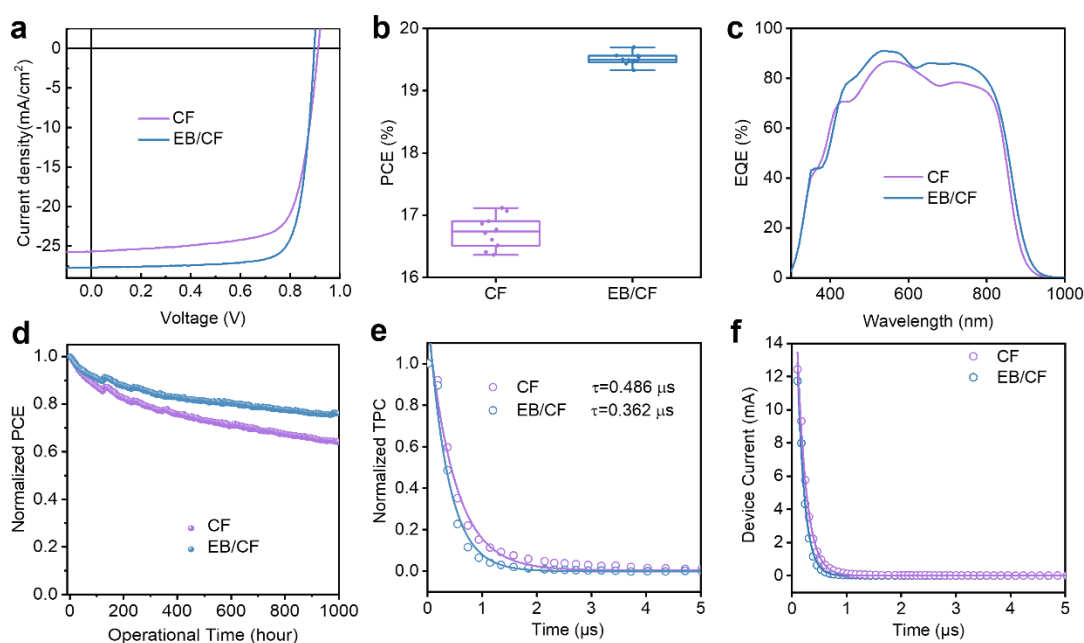 a
Current density(mA/cm²)
0
-5
-10
-15
-20
-25
CF
EB/CF
0.0 0.2 0.4 0.6 0.8 1.0
Voltage (V)
b
PCE (%)
20
19
18
17
16
CF EB/CF
c
EQE (%)
100
80
60
40
20
0
CF
EB/CF
400 600 800 1000
Wavelength (nm)
d
Normalized PCE
1.0
0.8
0.6
0.4
0.2
0.0
CF
EB/CF
0 200 400 600 800 1000
Operational Time (hour)
e
Normalized TPC
1.0
0.8
0.6
0.4
0.2
0.0
CF τ=0.486 μs
EB/CF τ=0.362 μs
0 1 2 3 4 5
Time (μs)
f
Device Current (mA)
14
12
10
8
6
4
2
0
CF
EB/CF
0 1 2 3 4 5
Time (μs)